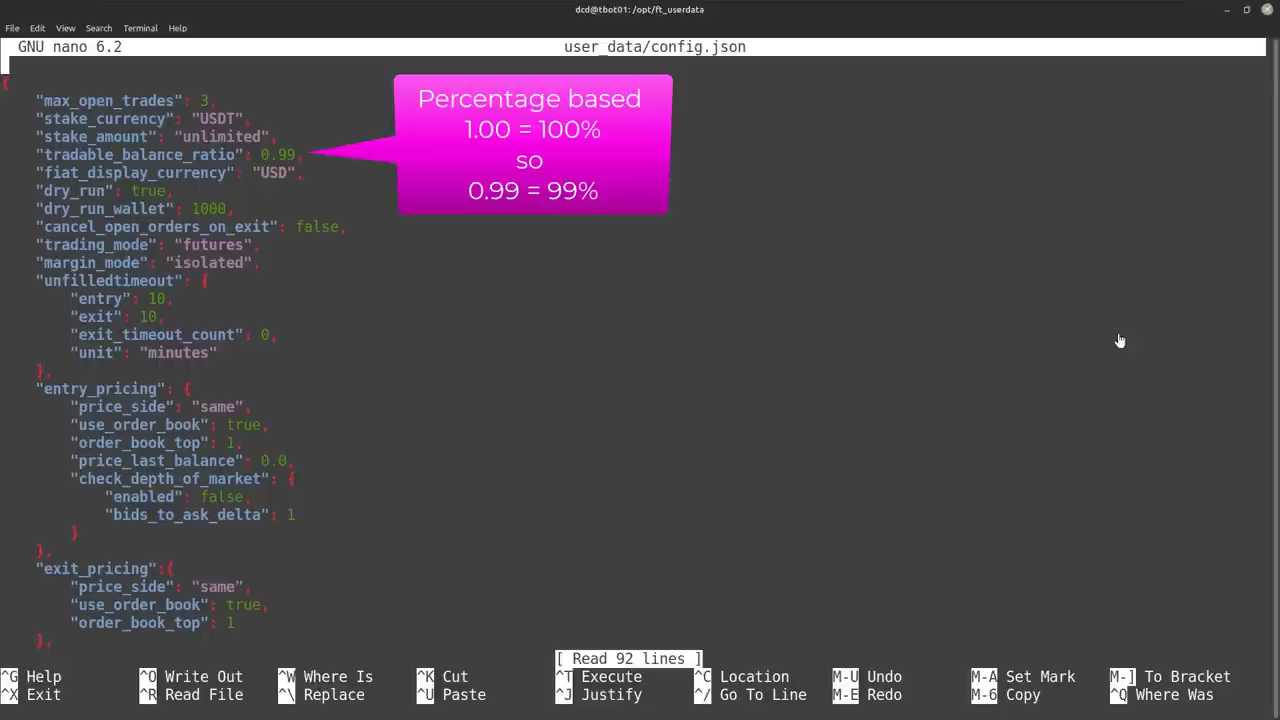 dcd@tbot01: /opt/ft_userdata
File Edit View Search Terminal Help
GNU nano 6.2 user_data/config.json
{
"max_open_trades": 3,
"stake_currency": "USDT",
"stake_amount": "unlimited",
"tradable_balance_ratio": 0.99,
"fiat_display_currency": "USD",
"dry_run": true,
"dry_run_wallet": 1000,
"cancel_open_orders_on_exit": false,
"trading_mode": "futures",
"margin_mode": "isolated",
"unfilledtimeout": {
"entry": 10,
"exit": 10,
"exit_timeout_count": 0,
"unit": "minutes"
},
"entry_pricing": {
"price_side": "same",
"use_order_book": true,
"order_book_top": 1,
"price_last_balance": 0.0,
"check_depth_of_market": {
"enabled": false,
"bids_to_ask_delta": 1
}
},
"exit_pricing":{
"price_side": "same",
"use_order_book": true,
"order_book_top": 1
},
Percentage based
1.00 = 100%
so
0.99 = 99%
[ Read 92 lines ]
^G Help ^O Write Out ^W Where Is ^K Cut ^T Execute ^C Location M-U Undo M-A Set Mark M-] To Bracket
^X Exit ^R Read File ^\ Replace ^U Paste ^J Justify ^/ Go To Line M-E Redo M-6 Copy ^Q Where Was